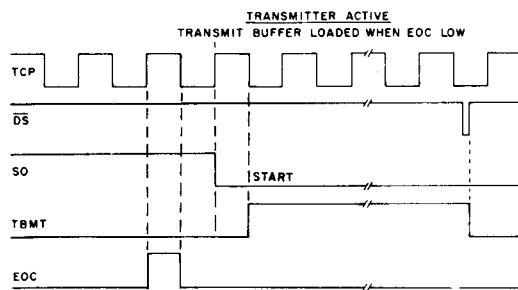 TRANSMITTER ACTIVE
TRANSMIT BUFFER LOADED WHEN EOC LOW
TCP
DS
SO
START
TBMT
EOC